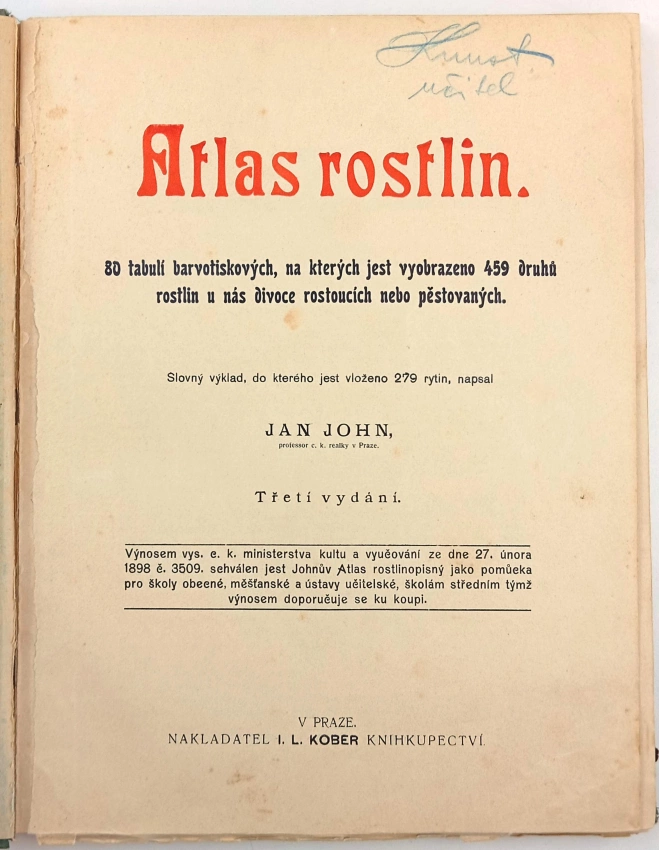 učitel
Atlas rostlin.
80 tabulí barvotiskových, na kterých jest vyobrazeno 459 druhů
rostlin u nás divoce rostoucích nebo pěstovaných.
Slovný výklad, do kterého jest vloženo 279 rytin, napsal
JAN JOHN,
professor c. k. reálky v Praze.
Třetí vydání.
Výnosem vys. c. k. ministerstva kultu a vyučování ze dne 27. února
1898 č. 3509. schválen jest Johnův Atlas rostlinopisný jako pomůcka
pro školy obecné, měšťanské a ústavy učitelské, školám středním týmž
výnosem doporučuje se ku koupi.
V PRAZE.
NAKLADATEL I. L. KOBER KNIHKUPECTVÍ.